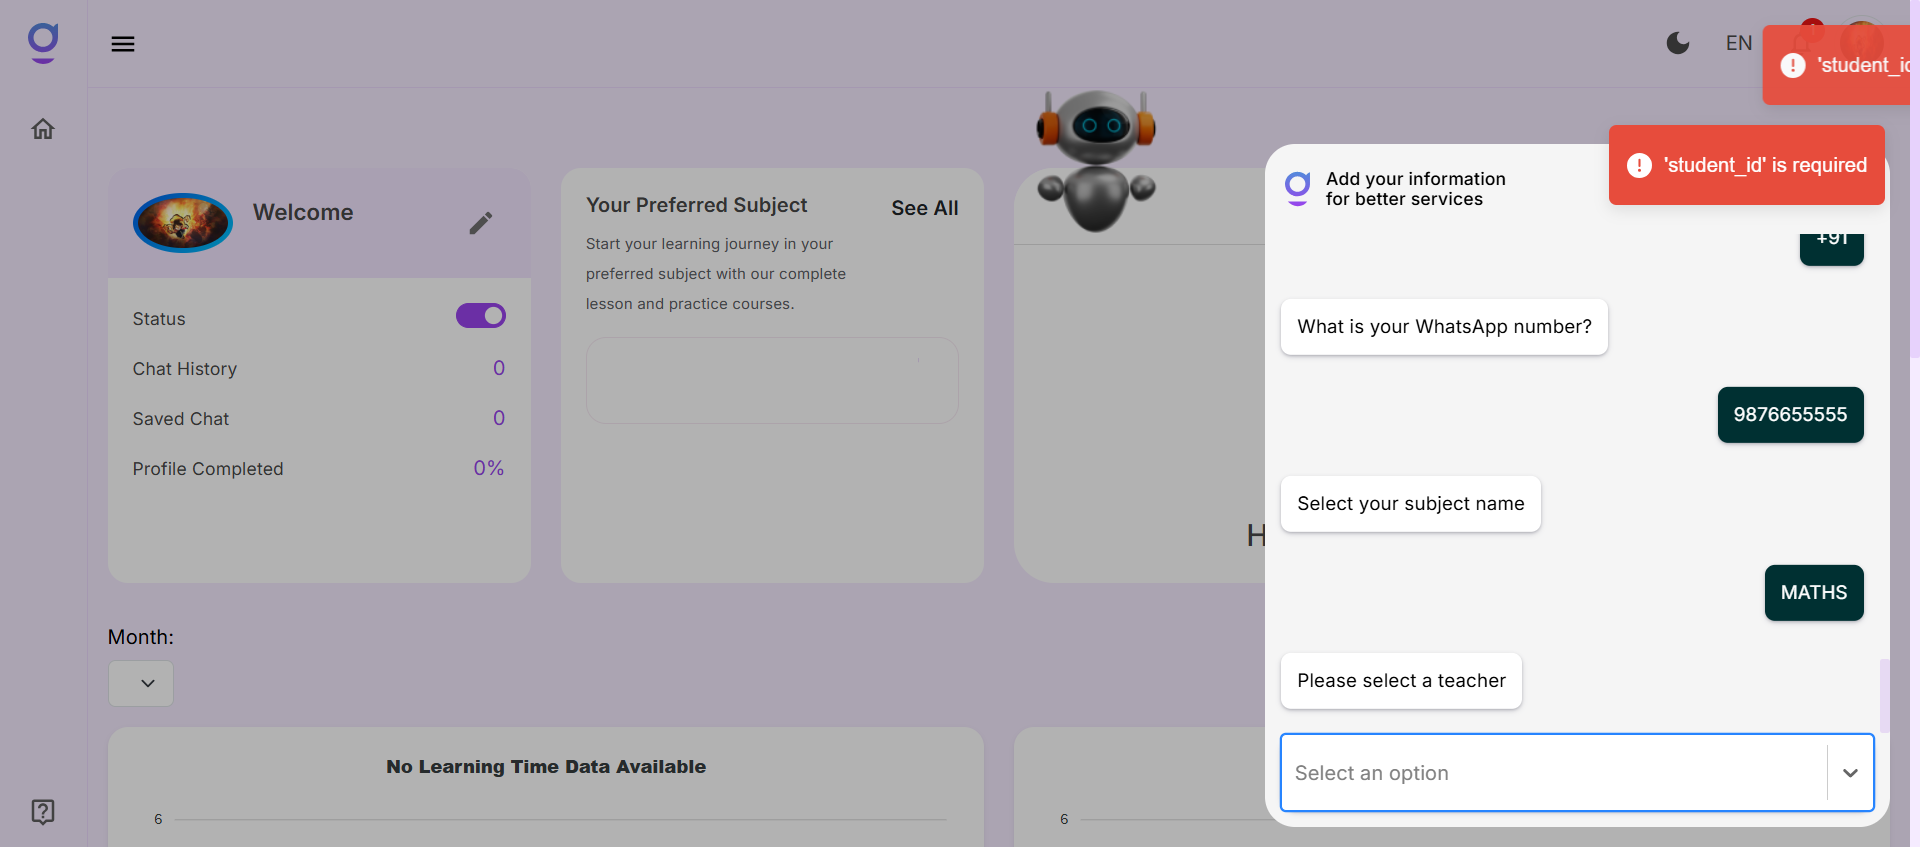 EN
'student_id
'student_id' is required
Welcome
Status
Chat History 0
Saved Chat 0
Profile Completed 0%
Your Preferred Subject
See All
Start your learning journey in your
preferred subject with our complete
lesson and practice courses.
H
Add your information
for better services
+91
What is your WhatsApp number?
9876655555
Select your subject name
MATHS
Please select a teacher
Select an option
Month:
No Learning Time Data Available
6
6